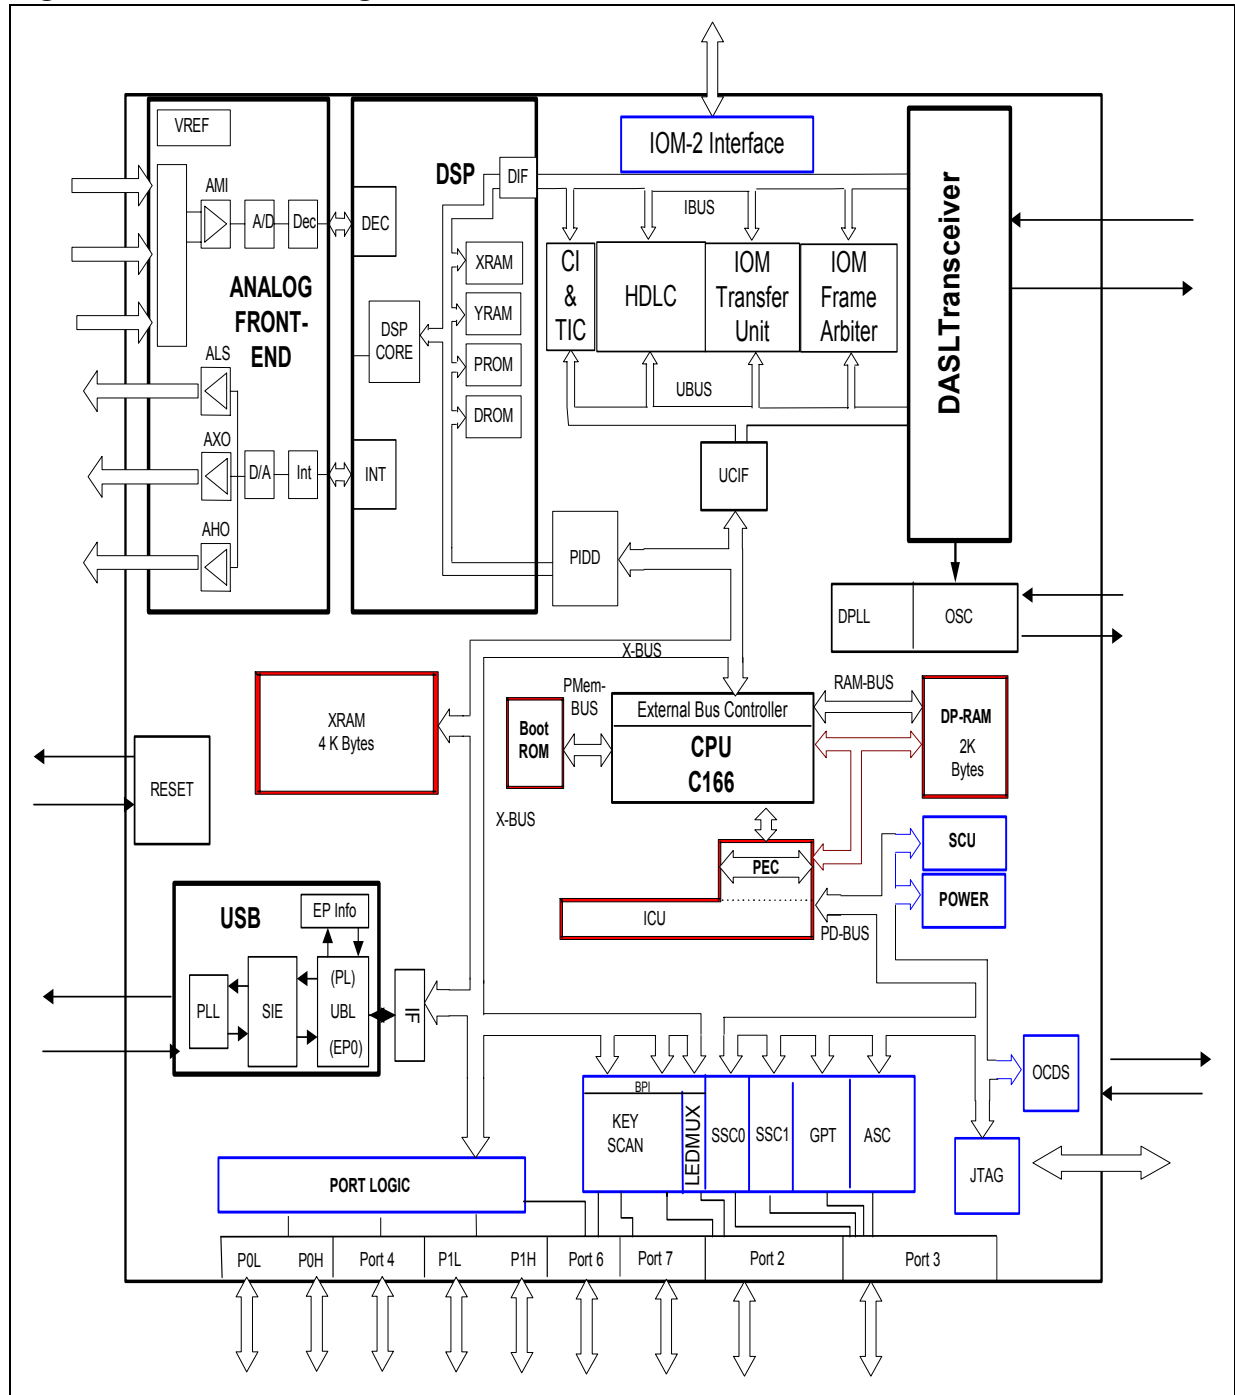 VREF
AMI
A/D
Dec
ANALOG
FRONT-
END
ALS
AXO
D/A
Int
AHO
DSP
DIF
DEC
XRAM
YRAM
DSP
CORE
PROM
DROM
INT
IOM-2 Interface
IBUS
CI
&
TIC
HDLC
IOM
Transfer
Unit
IOM
Frame
Arbiter
UBUS
UCIF
PIDD
DASLTransceiver
DPLL
OSC
X-BUS
XRAM
4 K Bytes
PMem-
BUS
Boot
ROM
External Bus Controller
CPU
C166
RAM-BUS
DP-RAM
2K
Bytes
RESET
X-BUS
PEC
ICU
PD-BUS
SCU
POWER
USB
EP Info
PLL
SIE
(PL)
UBL
(EP0)
IF
BPI
KEY
SCAN
LEDMUX
SSC0
SSC1
GPT
ASC
OCDS
JTAG
PORT LOGIC
P0L
P0H
Port 4
P1L
P1H
Port 6
Port 7
Port 2
Port 3